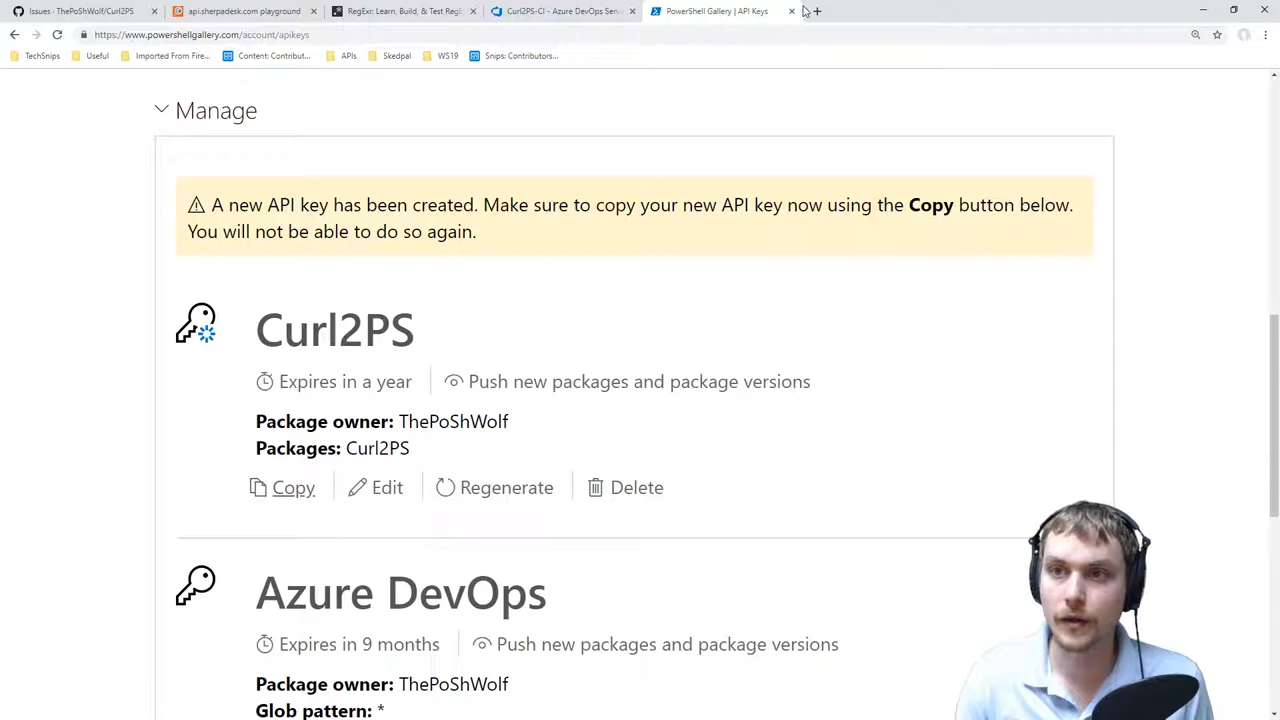 Issues · ThePoShWolf/Curl2PS
api.sherpadesk.com playground
RegExr: Learn, Build, & Test RegE
Curl2PS-CI - Azure DevOps Serv
PowerShell Gallery | API Keys
https://www.powershellgallery.com/account/apikeys
TechSnips
Useful
Imported From Fire...
Content: Contribut...
APIs
Skedpal
WS19
Snips: Contributors...
Manage
A new API key has been created. Make sure to copy your new API key now using the Copy button below.
You will not be able to do so again.
Curl2PS
Expires in a year
Push new packages and package versions
Package owner: ThePoShWolf
Packages: Curl2PS
Copy
Edit
Regenerate
Delete
Azure DevOps
Expires in 9 months
Push new packages and package versions
Package owner: ThePoShWolf
Glob pattern: *